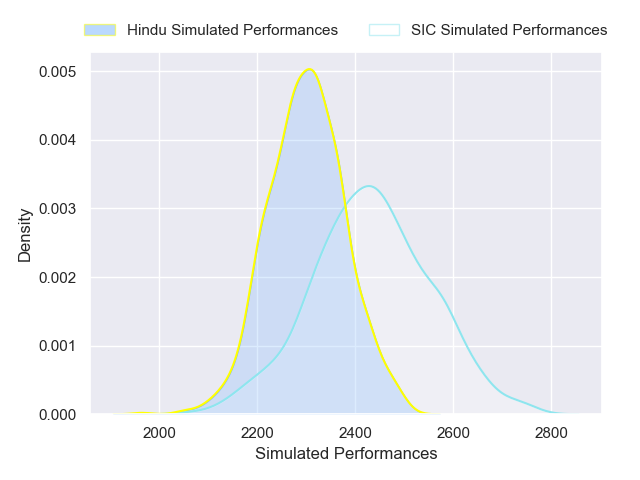 Hindu Simulated Performances
SIC Simulated Performances
0.005
0.004
0.003
0.002
0.001
0.000
Density
2000
2200
2400
2600
2800
Simulated Performances